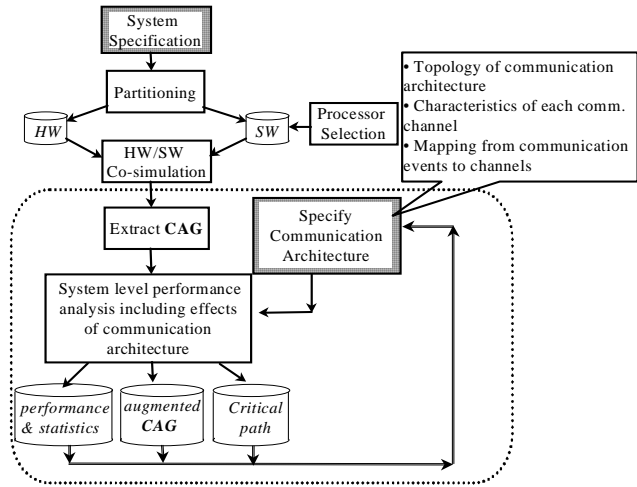 System
Specification
Partitioning
HW
SW
Processor
Selection
HW/SW
Co-simulation
• Topology of communication
architecture
• Characteristics of each comm.
channel
• Mapping from communication
events to channels
Extract CAG
Specify
Communication
Architecture
System level performance
analysis including effects
of communication
architecture
performance
& statistics
augmented
CAG
Critical
path